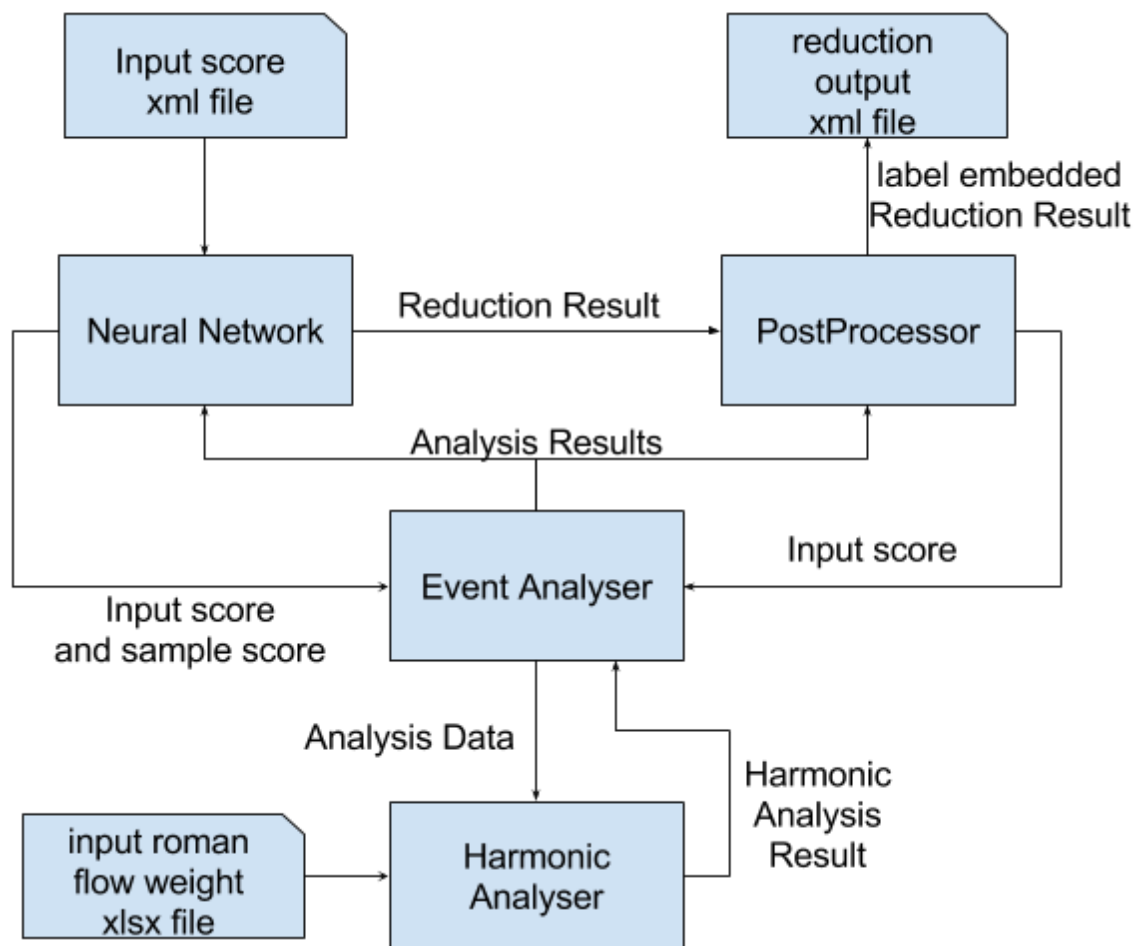 Input score
xml file
reduction
output
xml file
label embedded
Reduction Result
Neural Network
Reduction Result
PostProcessor
Analysis Results
Input score
Event Analyser
Input score
and sample score
Analysis Data
Harmonic
Analysis
Result
input roman
flow weight
xlsx file
Harmonic
Analyser